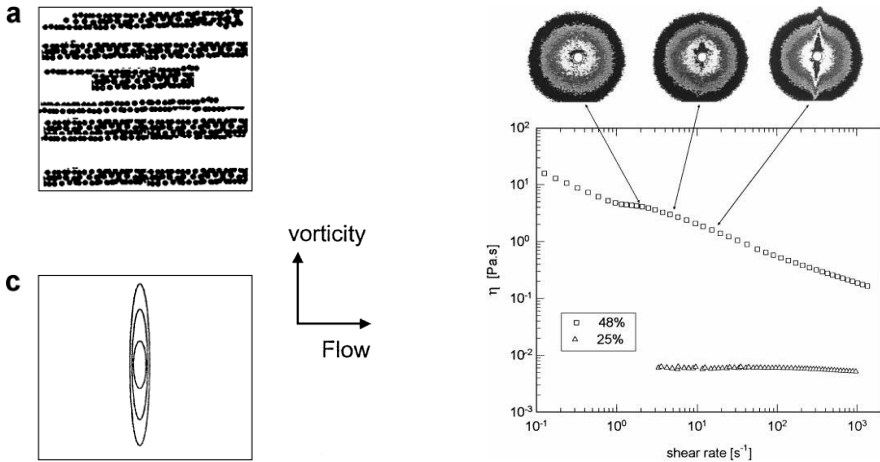 a
vorticity
Flow
c
10²
10¹
10⁰
10⁻¹
10⁻²
10⁻³
η [Pa.s]
48%
25%
10⁻¹
10⁰
10¹
10²
10³
shear rate [s⁻¹]